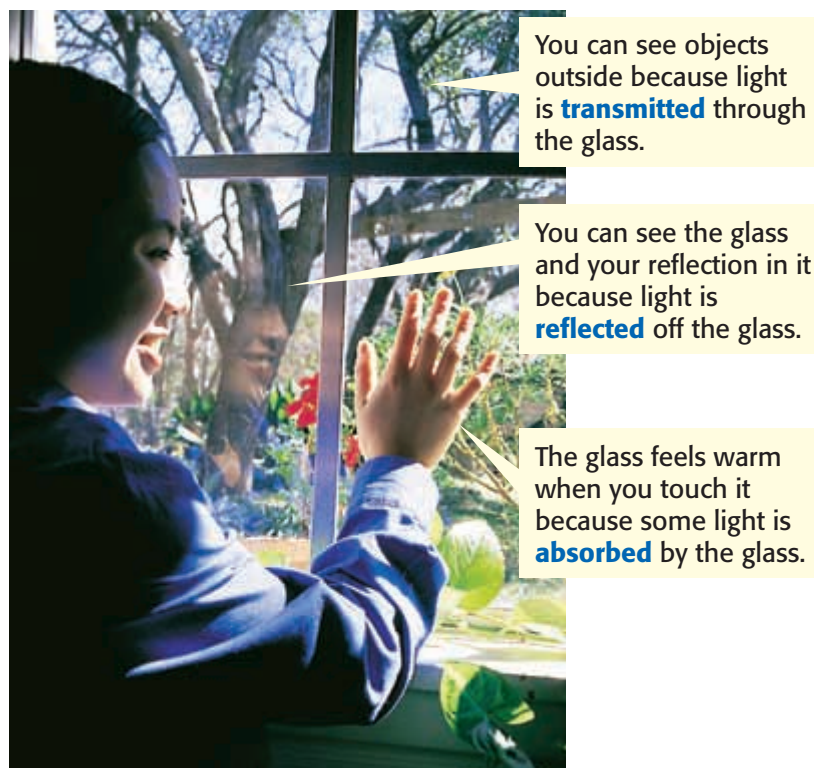 You can see objects
outside because light
is transmitted through
the glass.
You can see the glass
and your reflection in it
because light is
reflected off the glass.
The glass feels warm
when you touch it
because some light is
absorbed by the glass.